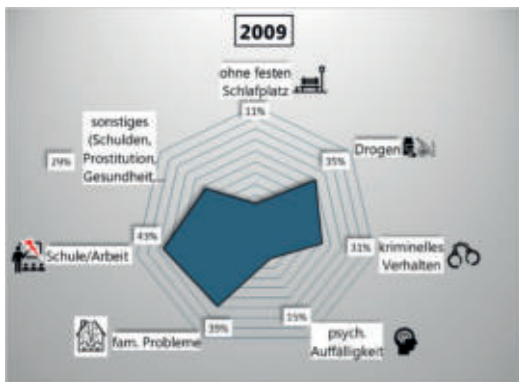 2009
ohne festen
Schlafplatz
11%
Drogen
35%
kriminelles
Verhalten
31%
psych.
Auffälligkeit
15%
fam. Probleme
39%
Schule/Arbeit
43%
sonstiges
(Schulden,
Prostitution,
Gesundheit...
29%